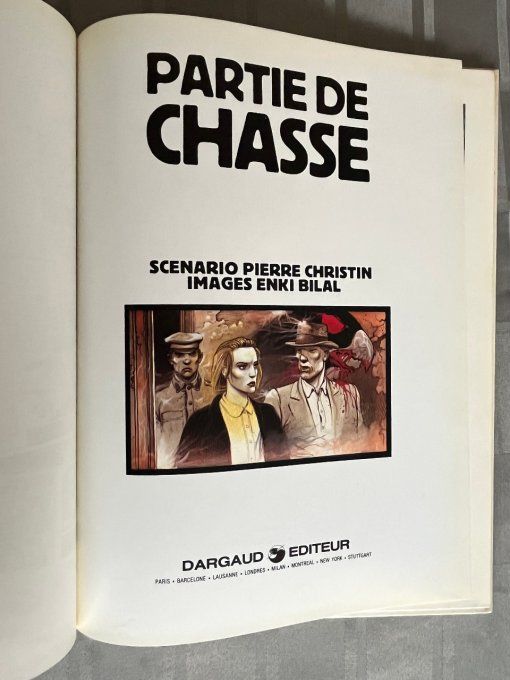 PARTIE DE
CHASSE
SCENARIO PIERRE CHRISTIN
IMAGES ENKI BILAL
DARGAUD EDITEUR
PARIS • BARCELONE • LAUSANNE • LONDRES • MILAN • MONTREAL • NEW YORK • STUTTGART